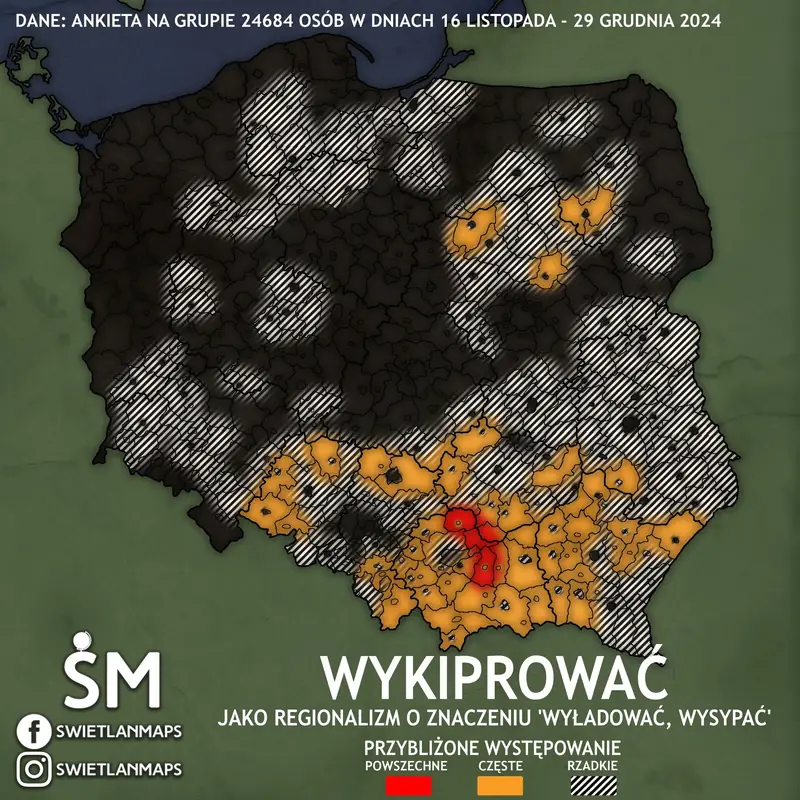 DANE: ANKIETA NA GRUPIE 24684 OSÓB W DNIACH 16 LISTOPADA - 29 GRUDNIA 2024
ŚM
SWIETLANMAPS
SWIETLANMAPS
WYKIPROWAĆ
JAKO REGIONALIZM O ZNACZENIU 'WYŁADOWAĆ, WYSYPAĆ'
PRZYBLIŻONE WYSTĘPOWANIE
POWSZECHNE CZĘSTE RZADKIE